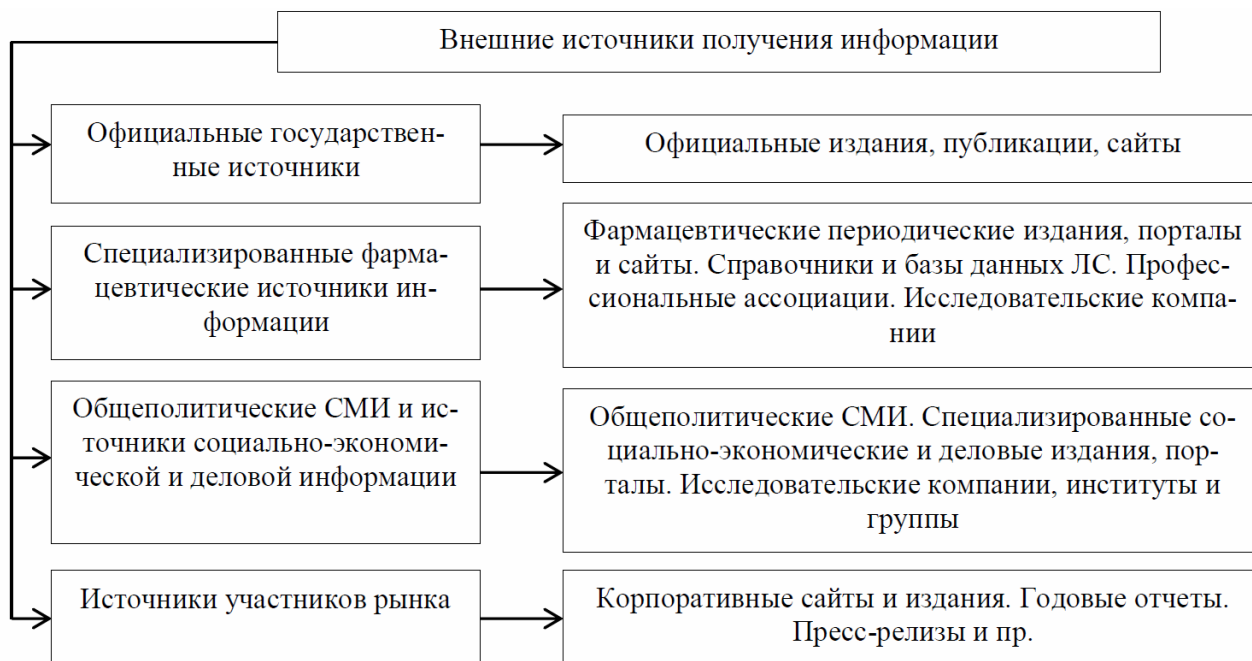 Внешние источники получения информации
Официальные государствен-
ные источники
Официальные издания, публикации, сайты
Специализированные фарма-
цевтические источники ин-
формации
Фармацевтические периодические издания, порталы
и сайты. Справочники и базы данных ЛС. Профес-
сиональные ассоциации. Исследовательские компа-
нии
Общеполитические СМИ и ис-
точники социально-экономи-
ческой и деловой информации
Общеполитические СМИ. Специализированные со-
циально-экономические и деловые издания, пор-
талы. Исследовательские компании, институты и
группы
Источники участников рынка
Корпоративные сайты и издания. Годовые отчеты.
Пресс-релизы и пр.